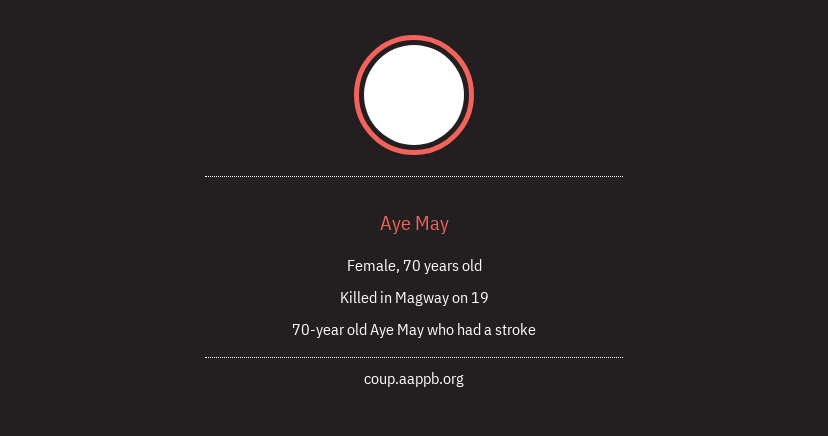 Aye May
Female, 70 years old
Killed in Magway on 19
70-year old Aye May who had a stroke
coup.aappb.org